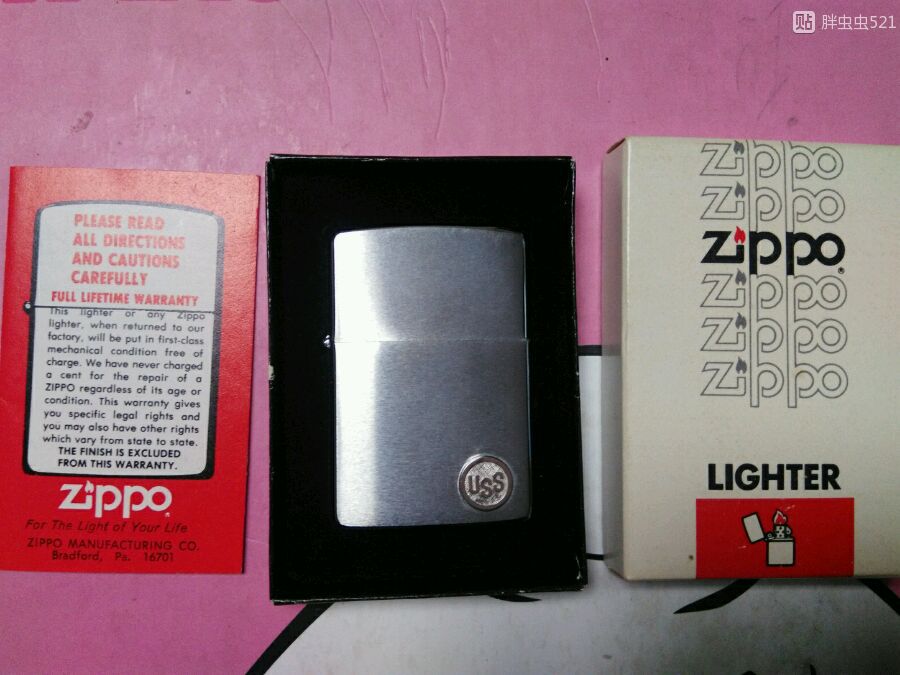 贴 胖虫虫521
PLEASE READ
ALL DIRECTIONS
AND CAUTIONS
CAREFULLY
FULL LIFETIME WARRANTY
This lighter or any Zippo
lighter, when returned to our
factory, will be put in first-class
mechanical condition free of
charge. We have never charged
a cent for the repair of a
ZIPPO regardless of its age or
condition. This warranty gives
you specific legal rights and
you may also have other rights
which vary from state to state.
THE FINISH IS EXCLUDED
FROM THIS WARRANTY.
Zippo
For The Light of Your Life
ZIPPO MANUFACTURING CO.
Bradford, Pa. 16701
USS
Zippo
Zippo
Zippo®
Zippo
Zippo
Zippo
LIGHTER